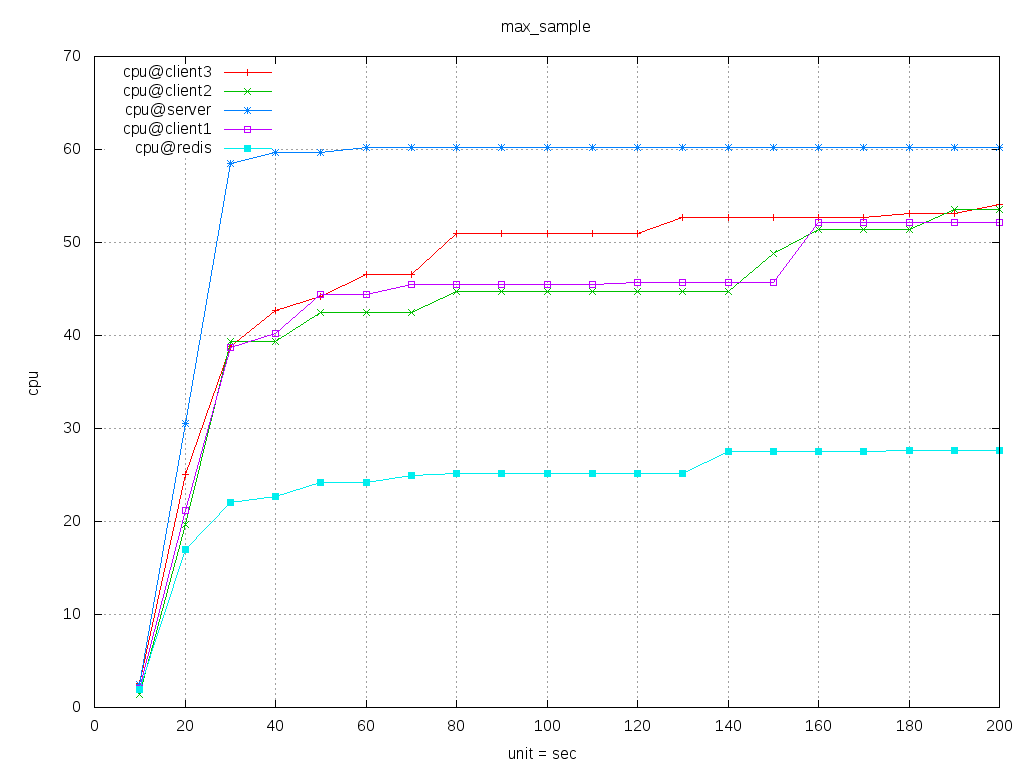 max_sample
70
60
50
40
30
20
10
0
cpu
cpu@client3
cpu@client2
cpu@server
cpu@client1
cpu@redis
0 20 40 60 80 100 120 140 160 180 200
unit = sec